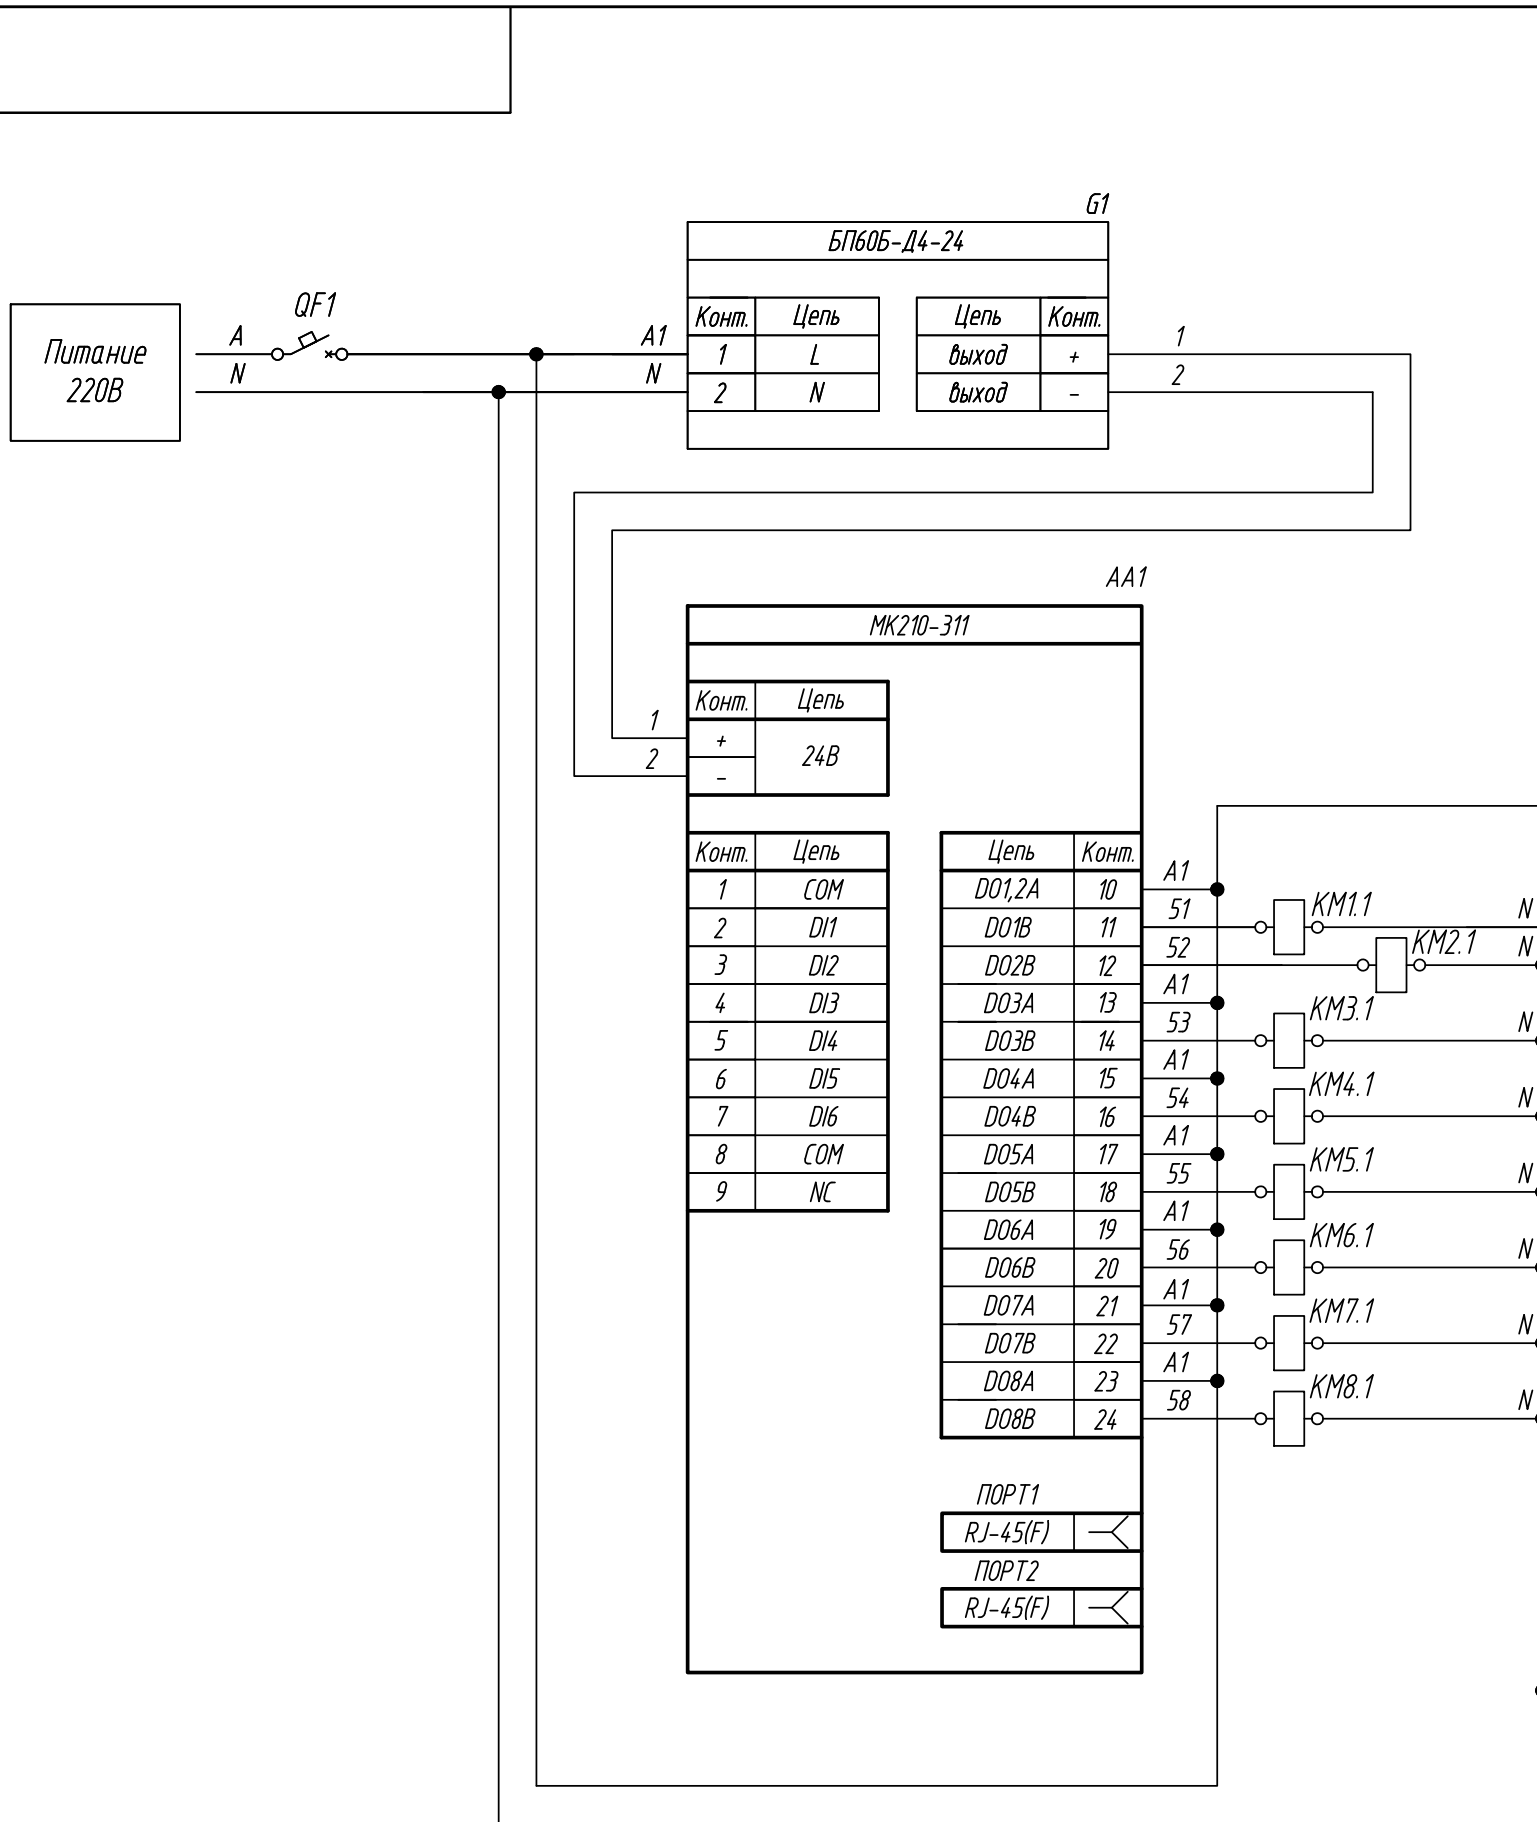 G1
БП60Б-Д4-24
QF1
Питание
220В
A
N
A1
N
Конт. Цепь
1 L
2 N
Цепь Конт.
выход +
выход -
1
2
AA1
МК210-311
Конт. Цепь
1 + 24В
2 -
Конт. Цепь
1 COM
2 DI1
3 DI2
4 DI3
5 DI4
6 DI5
7 DI6
8 COM
9 NC
Цепь Конт.
DO1,2A 10 A1
DO1B 11 51 KM1.1 N
DO2B 12 52 KM2.1 N
DO3A 13 A1
DO3B 14 53 KM3.1 N
DO4A 15 A1
DO4B 16 54 KM4.1 N
DO5A 17 A1
DO5B 18 55 KM5.1 N
DO6A 19 A1
DO6B 20 56 KM6.1 N
DO7A 21 A1
DO7B 22 57 KM7.1 N
DO8A 23 A1
DO8B 24 58 KM8.1 N
ПОРТ1
RJ-45(F)
ПОРТ2
RJ-45(F)